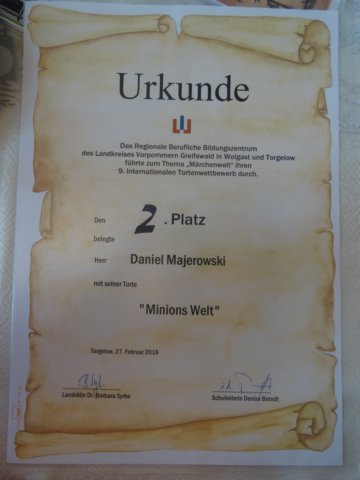 Urkunde
Das Regionale Berufliche Bildungszentrum
des Landkreises Vorpommern Greifswald in Wolgast und Torgelow
führte zum Thema „Märchenwelt“ ihren
9. Internationalen Tortenwettbewerb durch.
Den 2. Platz
belegte
Herr Daniel Majerowski
mit seiner Torte
"Minions Welt"
Torgelow, 27. Februar 2018
Landrätin Dr. Barbara Syrbe Schulleiterin Denise Berndt